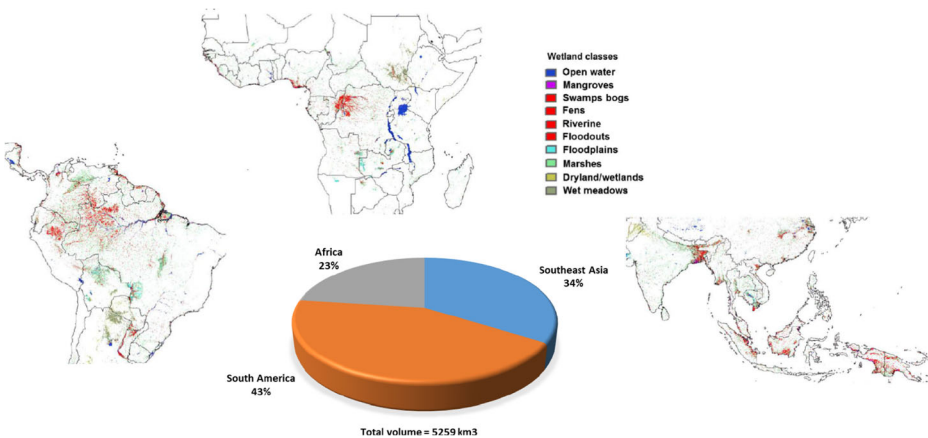 Wetland classes
Open water
Mangroves
Swamps bogs
Fens
Riverine
Floodouts
Floodplains
Marshes
Dryland/wetlands
Wet meadows
Africa
23%
Southeast Asia
34%
South America
43%
Total volume = 5259 km3